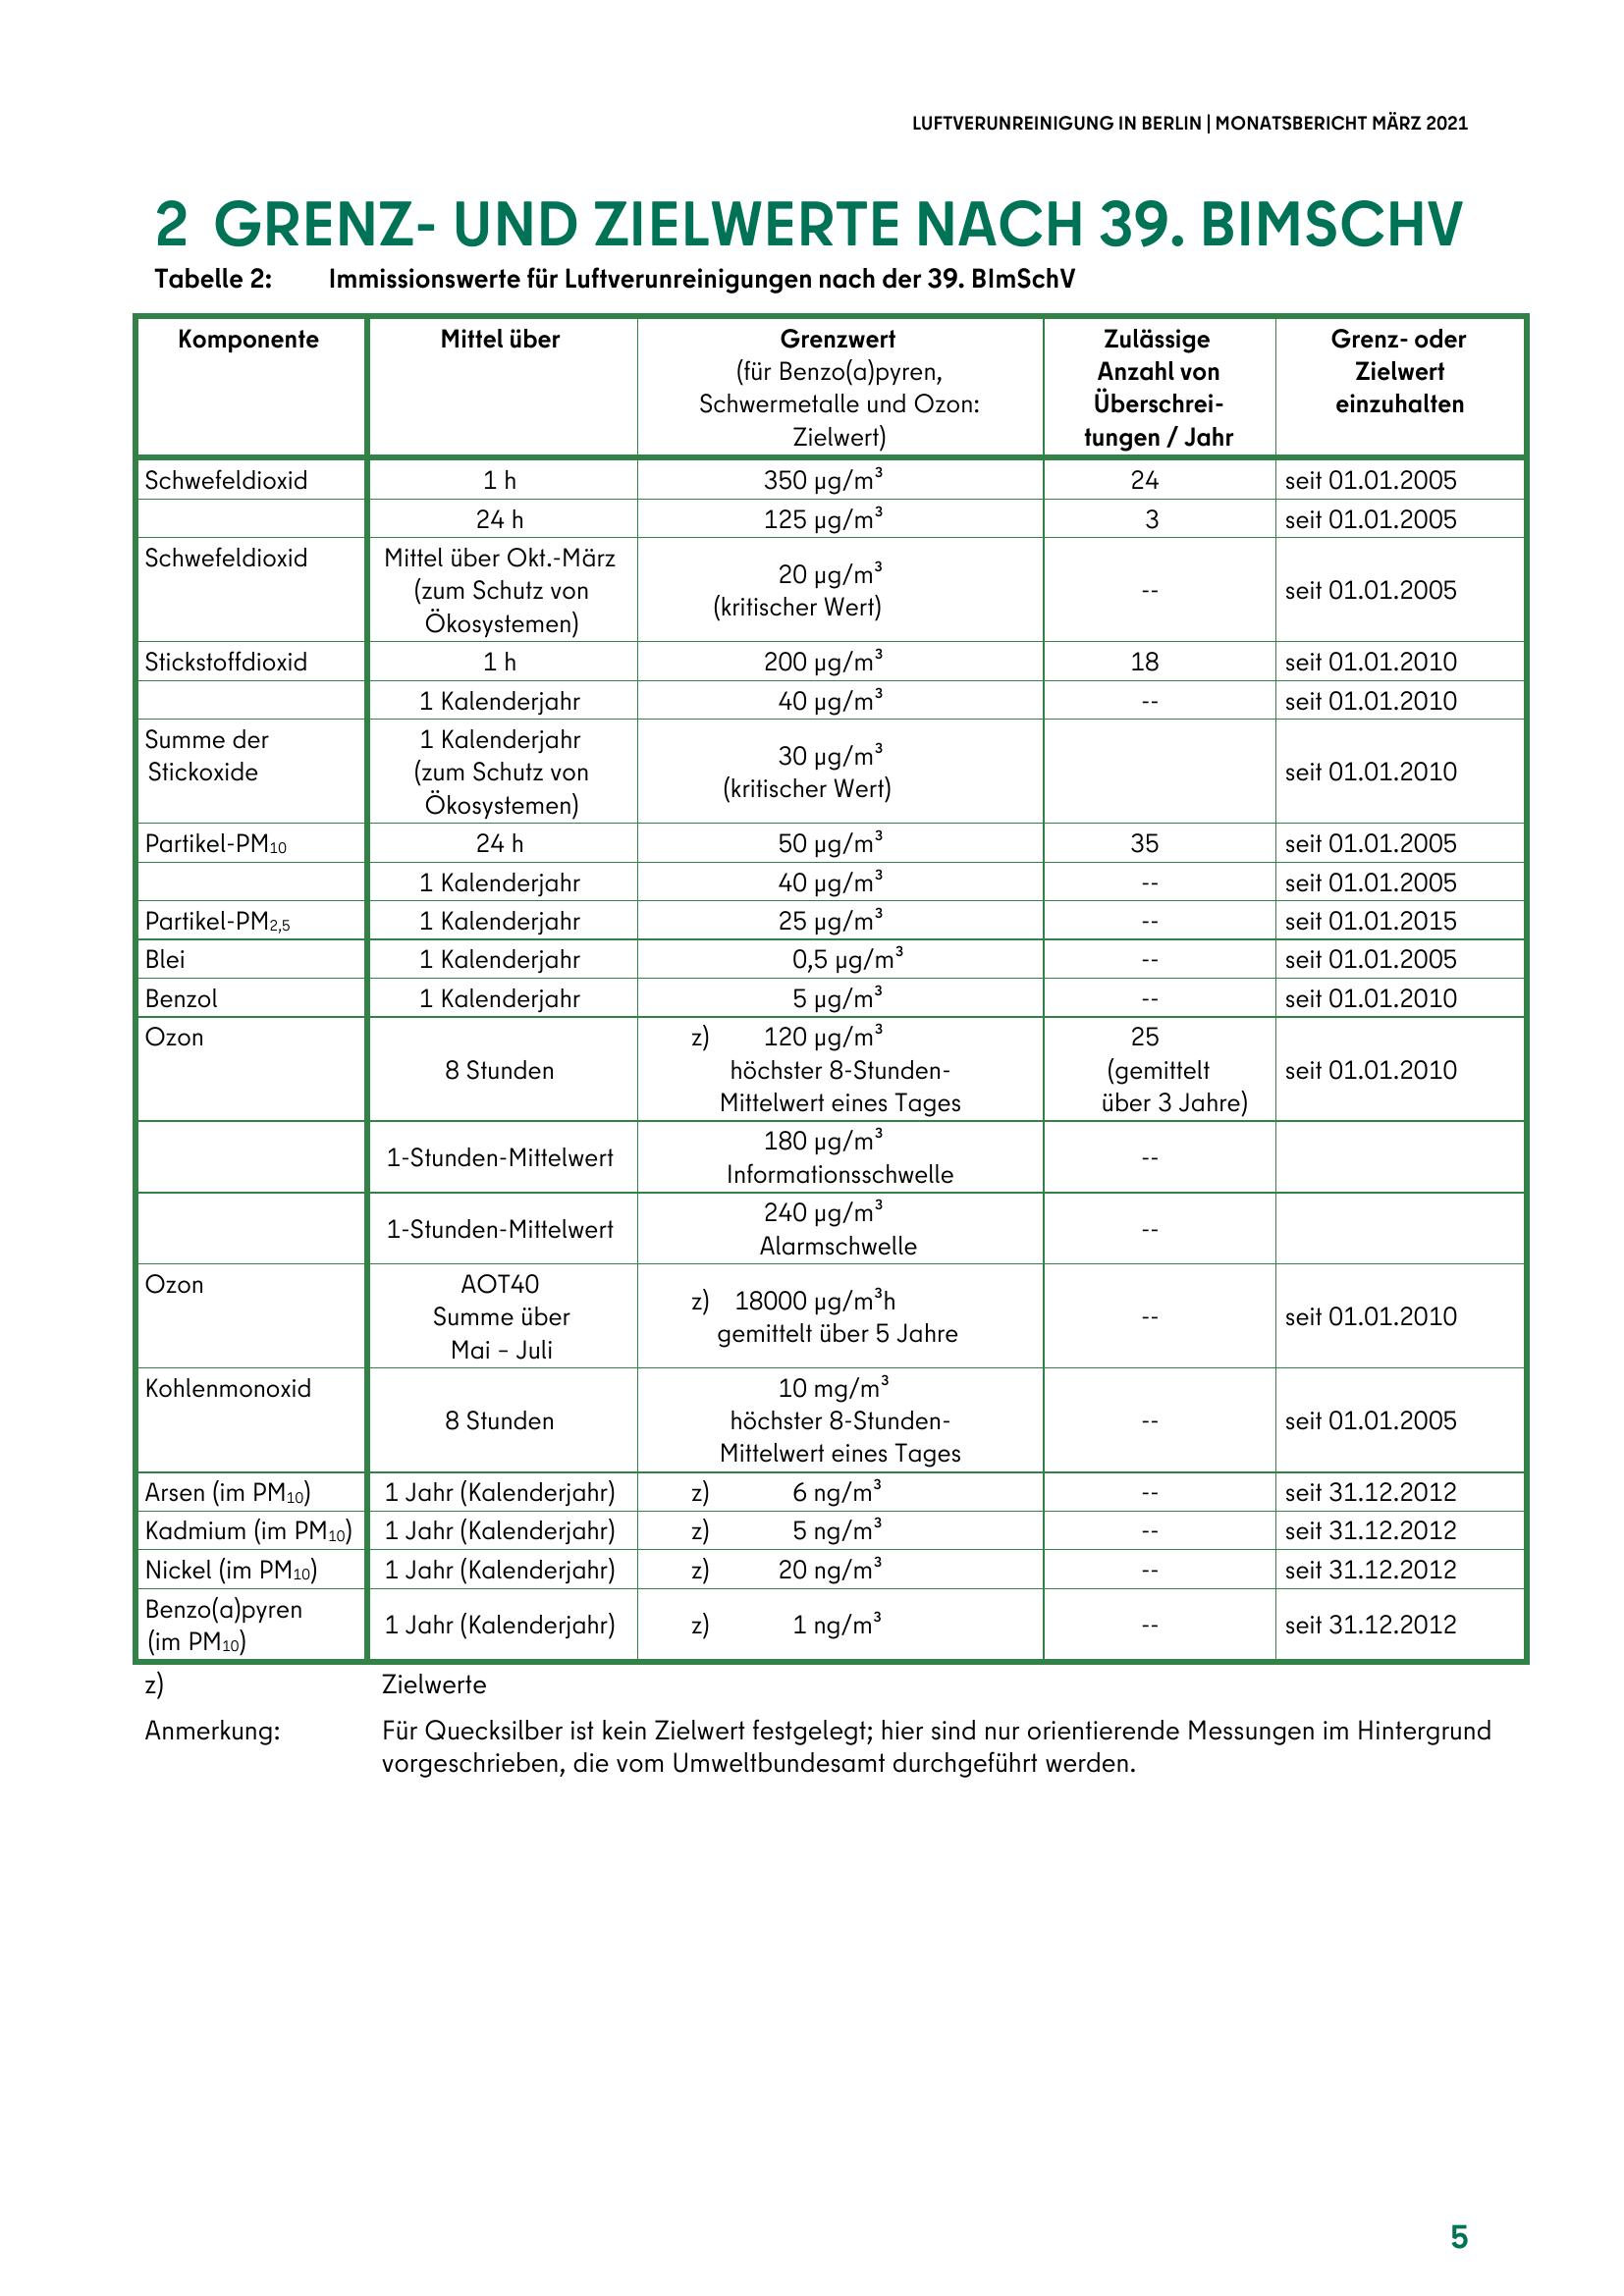 LUFTVERUNREINIGUNG IN BERLIN | MONATSBERICHT MÄRZ 2021
2 GRENZ- UND ZIELWERTE NACH 39. BIMSCHV
Tabelle 2: Immissionswerte für Luftverunreinigungen nach der 39. BImSchV
Komponente Mittel über Grenzwert Zulässige Grenz- oder
(für Benzo(a)pyren, Anzahl von Zielwert
Schwermetalle und Ozon: Überschrei- einzuhalten
Zielwert) tungen / Jahr
Schwefeldioxid 1 h 350 µg/m³ 24 seit 01.01.2005
24 h 125 µg/m³ 3 seit 01.01.2005
Schwefeldioxid Mittel über Okt.-März
(zum Schutz von
Ökosystemen)
20 µg/m³
(kritischer Wert)
-- seit 01.01.2005
Stickstoffdioxid 1 h 200 µg/m³ 18 seit 01.01.2010
1 Kalenderjahr 40 µg/m³ -- seit 01.01.2010
Summe der
Stickoxide
1 Kalenderjahr
(zum Schutz von
Ökosystemen)
30 µg/m³
(kritischer Wert)
seit 01.01.2010
Partikel-PM₁₀ 24 h 50 µg/m³ 35 seit 01.01.2005
1 Kalenderjahr 40 µg/m³ -- seit 01.01.2005
Partikel-PM₂,₅ 1 Kalenderjahr 25 µg/m³ -- seit 01.01.2015
Blei 1 Kalenderjahr 0,5 µg/m³ -- seit 01.01.2005
Benzol 1 Kalenderjahr 5 µg/m³ -- seit 01.01.2010
Ozon
8 Stunden
z) 120 µg/m³
höchster 8-Stunden-
Mittelwert eines Tages
25
(gemittelt
über 3 Jahre)
seit 01.01.2010
1-Stunden-Mittelwert
180 µg/m³
Informationsschwelle
--
1-Stunden-Mittelwert
240 µg/m³
Alarmschwelle
--
Ozon
AOT40
Summe über
Mai – Juli
z) 18000 µg/m³h
gemittelt über 5 Jahre
-- seit 01.01.2010
Kohlenmonoxid
8 Stunden
10 mg/m³
höchster 8-Stunden-
Mittelwert eines Tages
-- seit 01.01.2005
Arsen (im PM₁₀) 1 Jahr (Kalenderjahr) z) 6 ng/m³ -- seit 31.12.2012
Kadmium (im PM₁₀) 1 Jahr (Kalenderjahr) z) 5 ng/m³ -- seit 31.12.2012
Nickel (im PM₁₀) 1 Jahr (Kalenderjahr) z) 20 ng/m³ -- seit 31.12.2012
Benzo(a)pyren
(im PM₁₀)
1 Jahr (Kalenderjahr) z) 1 ng/m³ -- seit 31.12.2012
z) Zielwerte
Anmerkung: Für Quecksilber ist kein Zielwert festgelegt; hier sind nur orientierende Messungen im Hintergrund
vorgeschrieben, die vom Umweltbundesamt durchgeführt werden.
5